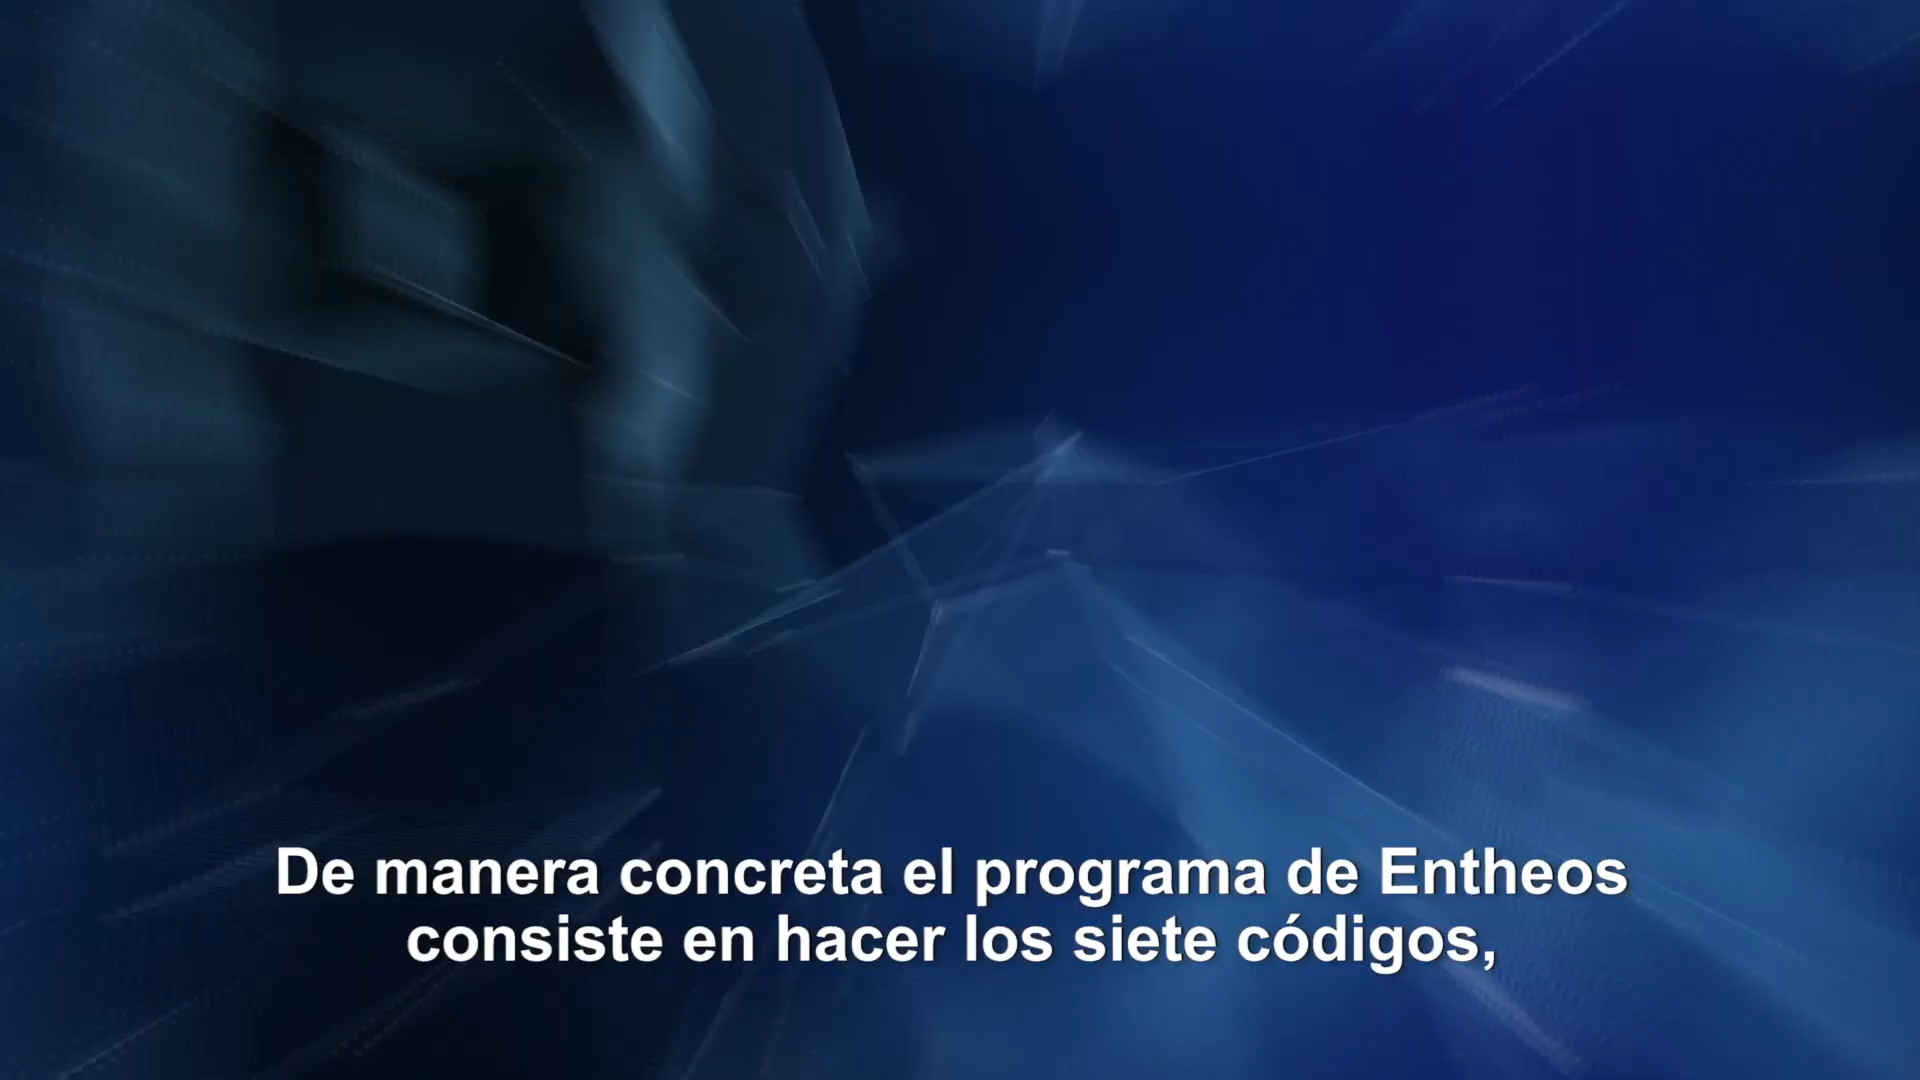 De manera concreta el programa de Entheos
consiste en hacer los siete códigos,